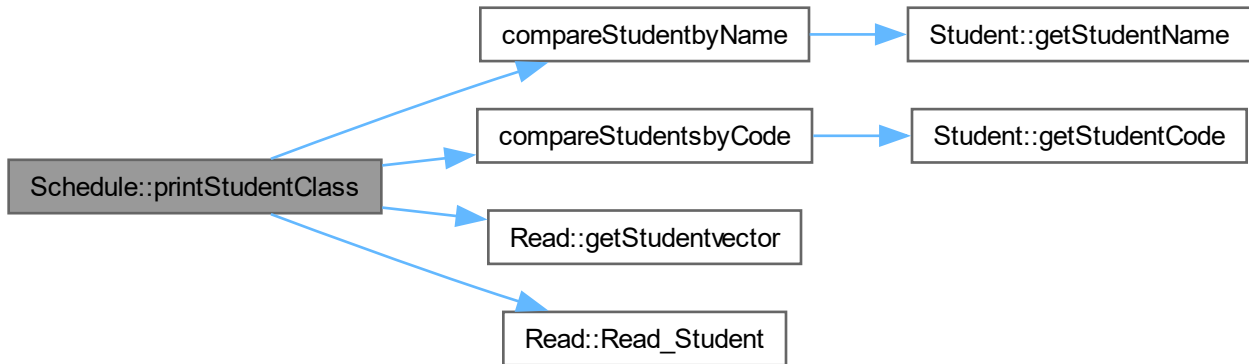 compareStudentbyName
Student::getStudentName
compareStudentsbyCode
Student::getStudentCode
Schedule::printStudentClass
Read::getStudentvector
Read::Read_Student